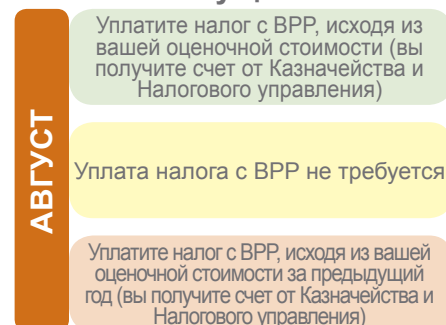 АВГУСТ
Уплатите налог с ВРР, исходя из
вашей оценочной стоимости (вы
получите счет от Казначейства и
Налогового управления)
Уплата налога с ВРР не требуется
Уплатите налог с ВРР, исходя из вашей
оценочной стоимости за предыдущий
год (вы получите счет от Казначейства и
Налогового управления)